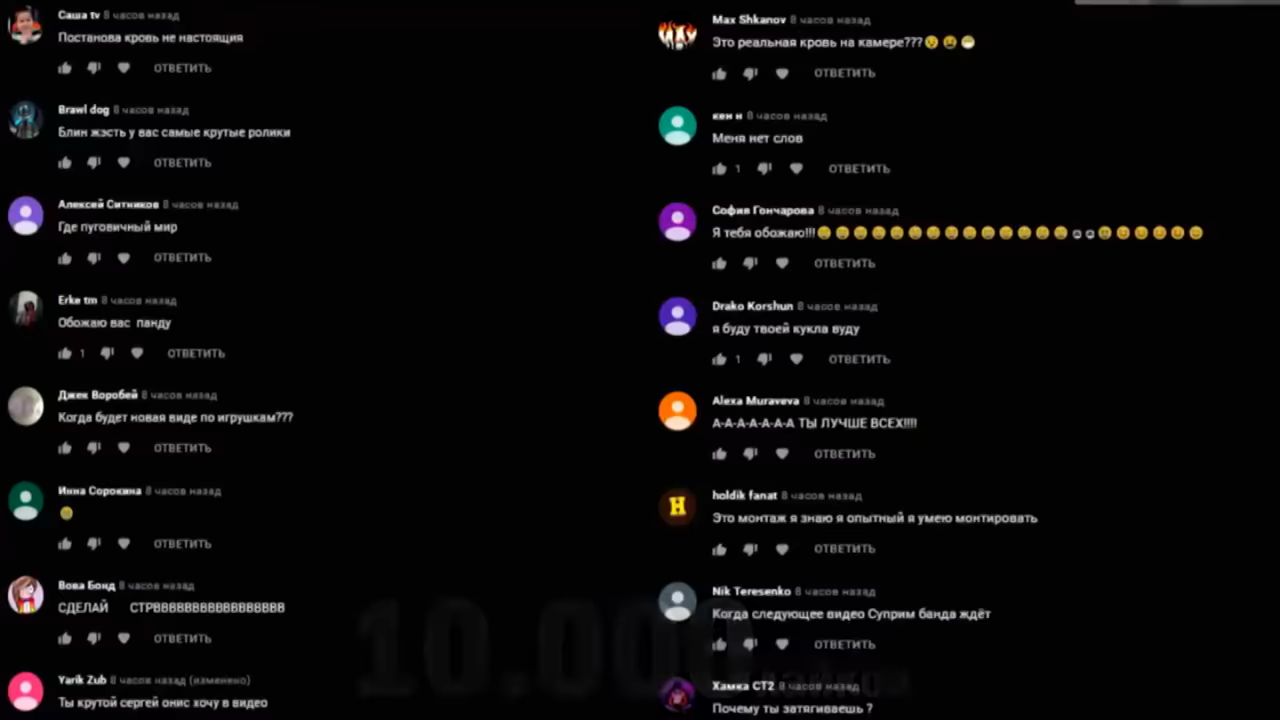 Саша tv 8 часов назад
Постанова кровь не настоящия
ОТВЕТИТЬ
Brawl dog 8 часов назад
Блин жэсть у вас самые крутые ролики
ОТВЕТИТЬ
Алексей Ситников 8 часов назад
Где пуговичный мир
ОТВЕТИТЬ
Erke tm 8 часов назад
Обожаю вас панду
1 ОТВЕТИТЬ
Джек Воробей 8 часов назад
Когда будет новая виде по игрушкам???
ОТВЕТИТЬ
Инна Сорокина 8 часов назад
ОТВЕТИТЬ
Вова Бонд 8 часов назад
СДЕЛАЙ СТРВВВВВВВВВВВВВВВВВ
ОТВЕТИТЬ
Yarik Zub 8 часов назад (изменено)
Ты крутой сергей онис хочу в видео
Max Shkanov 8 часов назад
Это реальная кровь на камере???😉😫😷
ОТВЕТИТЬ
кен н 8 часов назад
Меня нет слов
1 ОТВЕТИТЬ
София Гончарова 8 часов назад
Я тебя обожаю!!!
ОТВЕТИТЬ
Drako Korshun 8 часов назад
я буду твоей кукла вуду
1 ОТВЕТИТЬ
Alexa Muraveva 8 часов назад
А-А-А-А-А-А-А ТЫ ЛУЧШЕ ВСЕХ!!!!
ОТВЕТИТЬ
H
holdik fanat 8 часов назад
Это монтаж я знаю я опытный я умею монтировать
ОТВЕТИТЬ
Nik Teresenko 8 часов назад
Когда следующее видео Суприм банда ждёт
ОТВЕТИТЬ
Хамка СТ2 8 часов назад
Почему ты затягиваешь ?
10.000
лайков